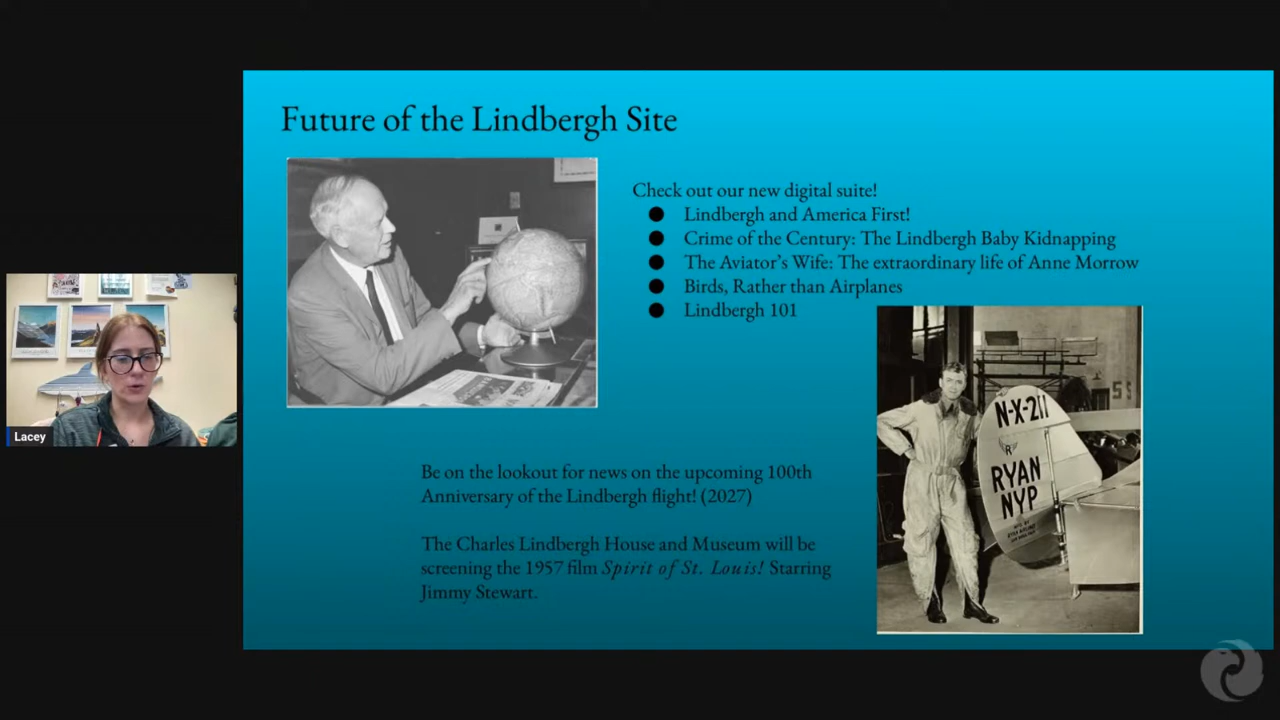 Future of the Lindbergh Site
Check out our new digital suite!
● Lindbergh and America First!
● Crime of the Century: The Lindbergh Baby Kidnapping
● The Aviator's Wife: The extraordinary life of Anne Morrow
● Birds, Rather than Airplanes
● Lindbergh 101
Lacey
N-X-211
R
RYAN
NYP
Be on the lookout for news on the upcoming 100th
Anniversary of the Lindbergh flight! (2027)
The Charles Lindbergh House and Museum will be
screening the 1957 film Spirit of St. Louis! Starring
Jimmy Stewart.